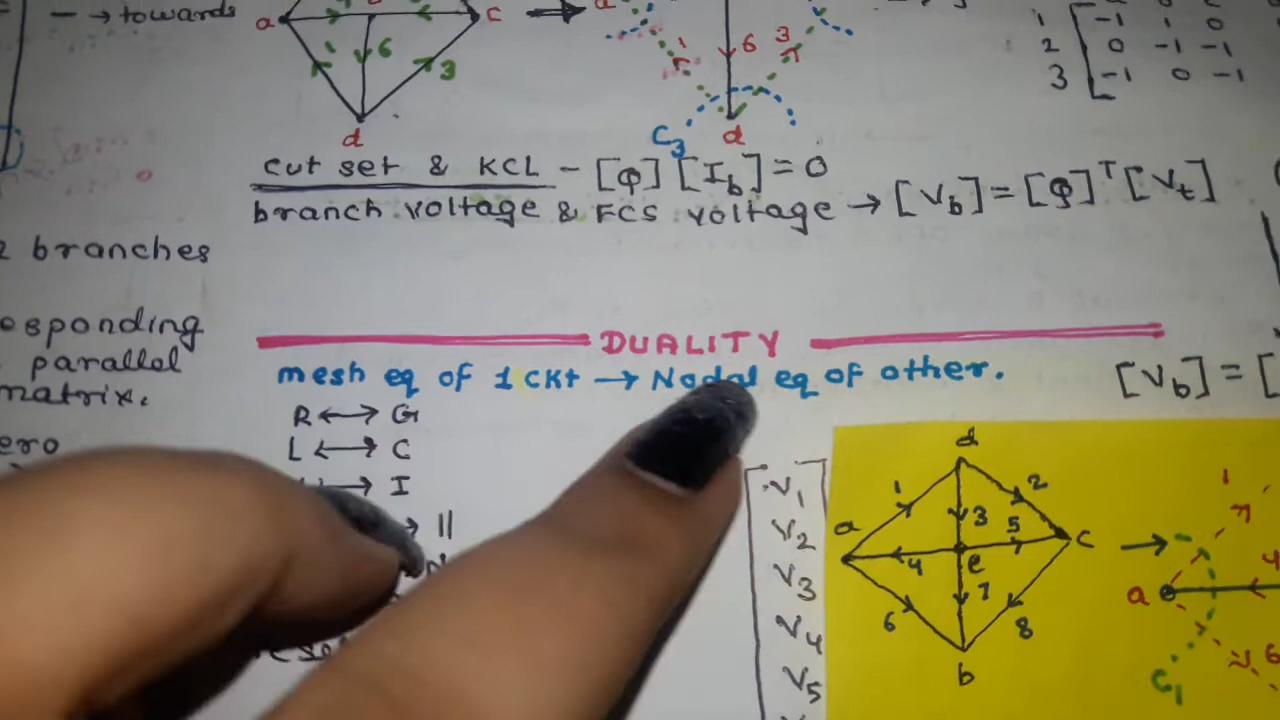 - → towards
a
c
6
3
d
6 3
C3 d
1 [-1 1 0
2 0 -1 -1
3 -1 0 -1
cut set & KCL - [φ] [Ib] = 0
branch voltage & FCS voltage → [Vb] = [φ]ᵀ [Vt]
2 branches
parallel
matrix.
DUALITY
mesh eq of 1 ckt → Nodal eq of other.
[Vb] = [
R ↔ G
L ↔ C
→ I
→ ||
V1
V2
V3
V4
V5
d
1 2
a 3 5 c →
4 e
6 7 8
b
1
a 4
6
C1